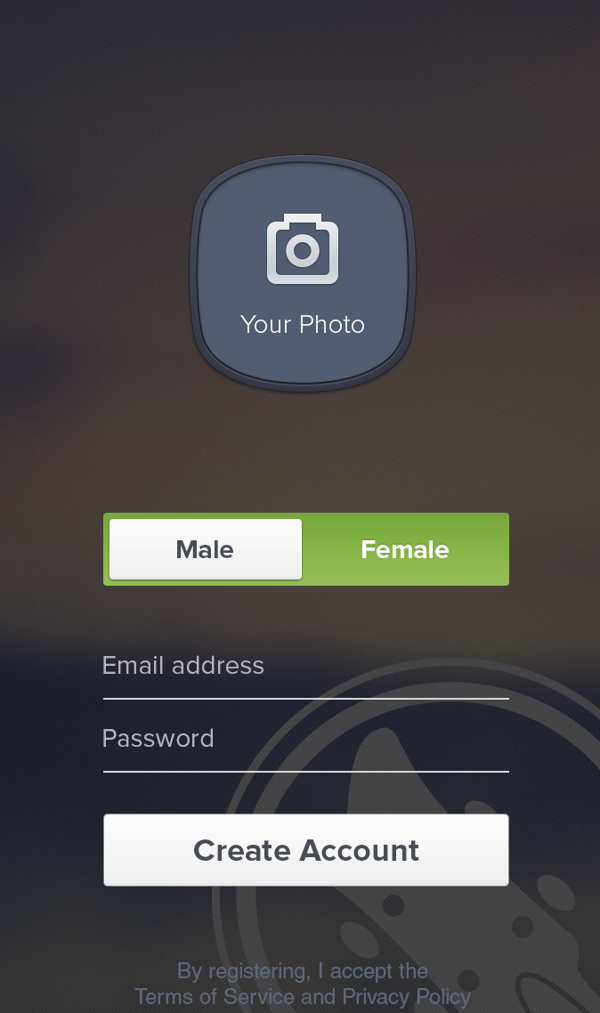 Your Photo
Male Female
Email address
Password
Create Account
By registering, I accept the
Terms of Service and Privacy Policy